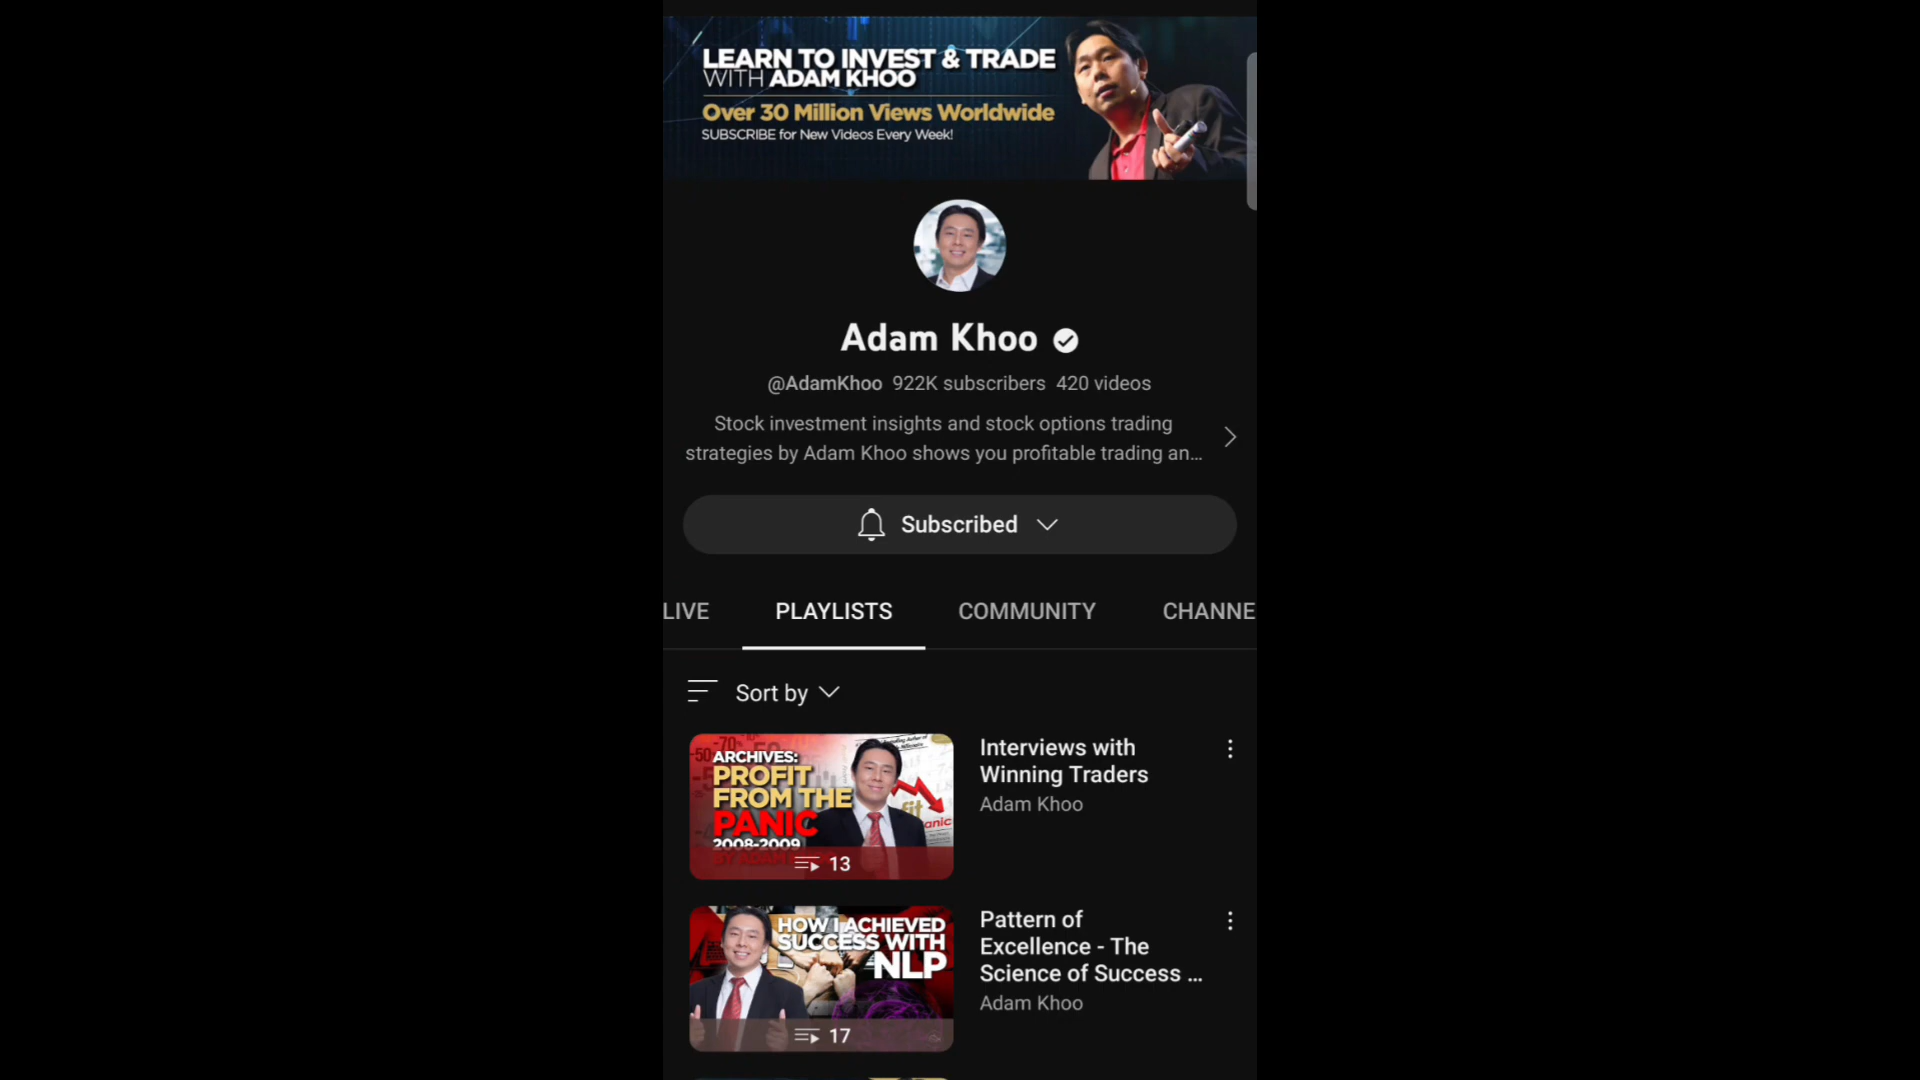 LEARN TO INVEST & TRADE
WITH ADAM KHOO
Over 30 Million Views Worldwide
SUBSCRIBE for New Videos Every Week!
Adam Khoo
@AdamKhoo 922K subscribers 420 videos
Stock investment insights and stock options trading
strategies by Adam Khoo shows you profitable trading an...
Subscribed
LIVE PLAYLISTS COMMUNITY CHANNE
Sort by
ARCHIVES:
PROFIT
FROM THE
PANIC
2008-2009
13
Interviews with
Winning Traders
Adam Khoo
HOW I ACHIEVED
SUCCESS WITH
NLP
17
Pattern of
Excellence - The
Science of Success ...
Adam Khoo